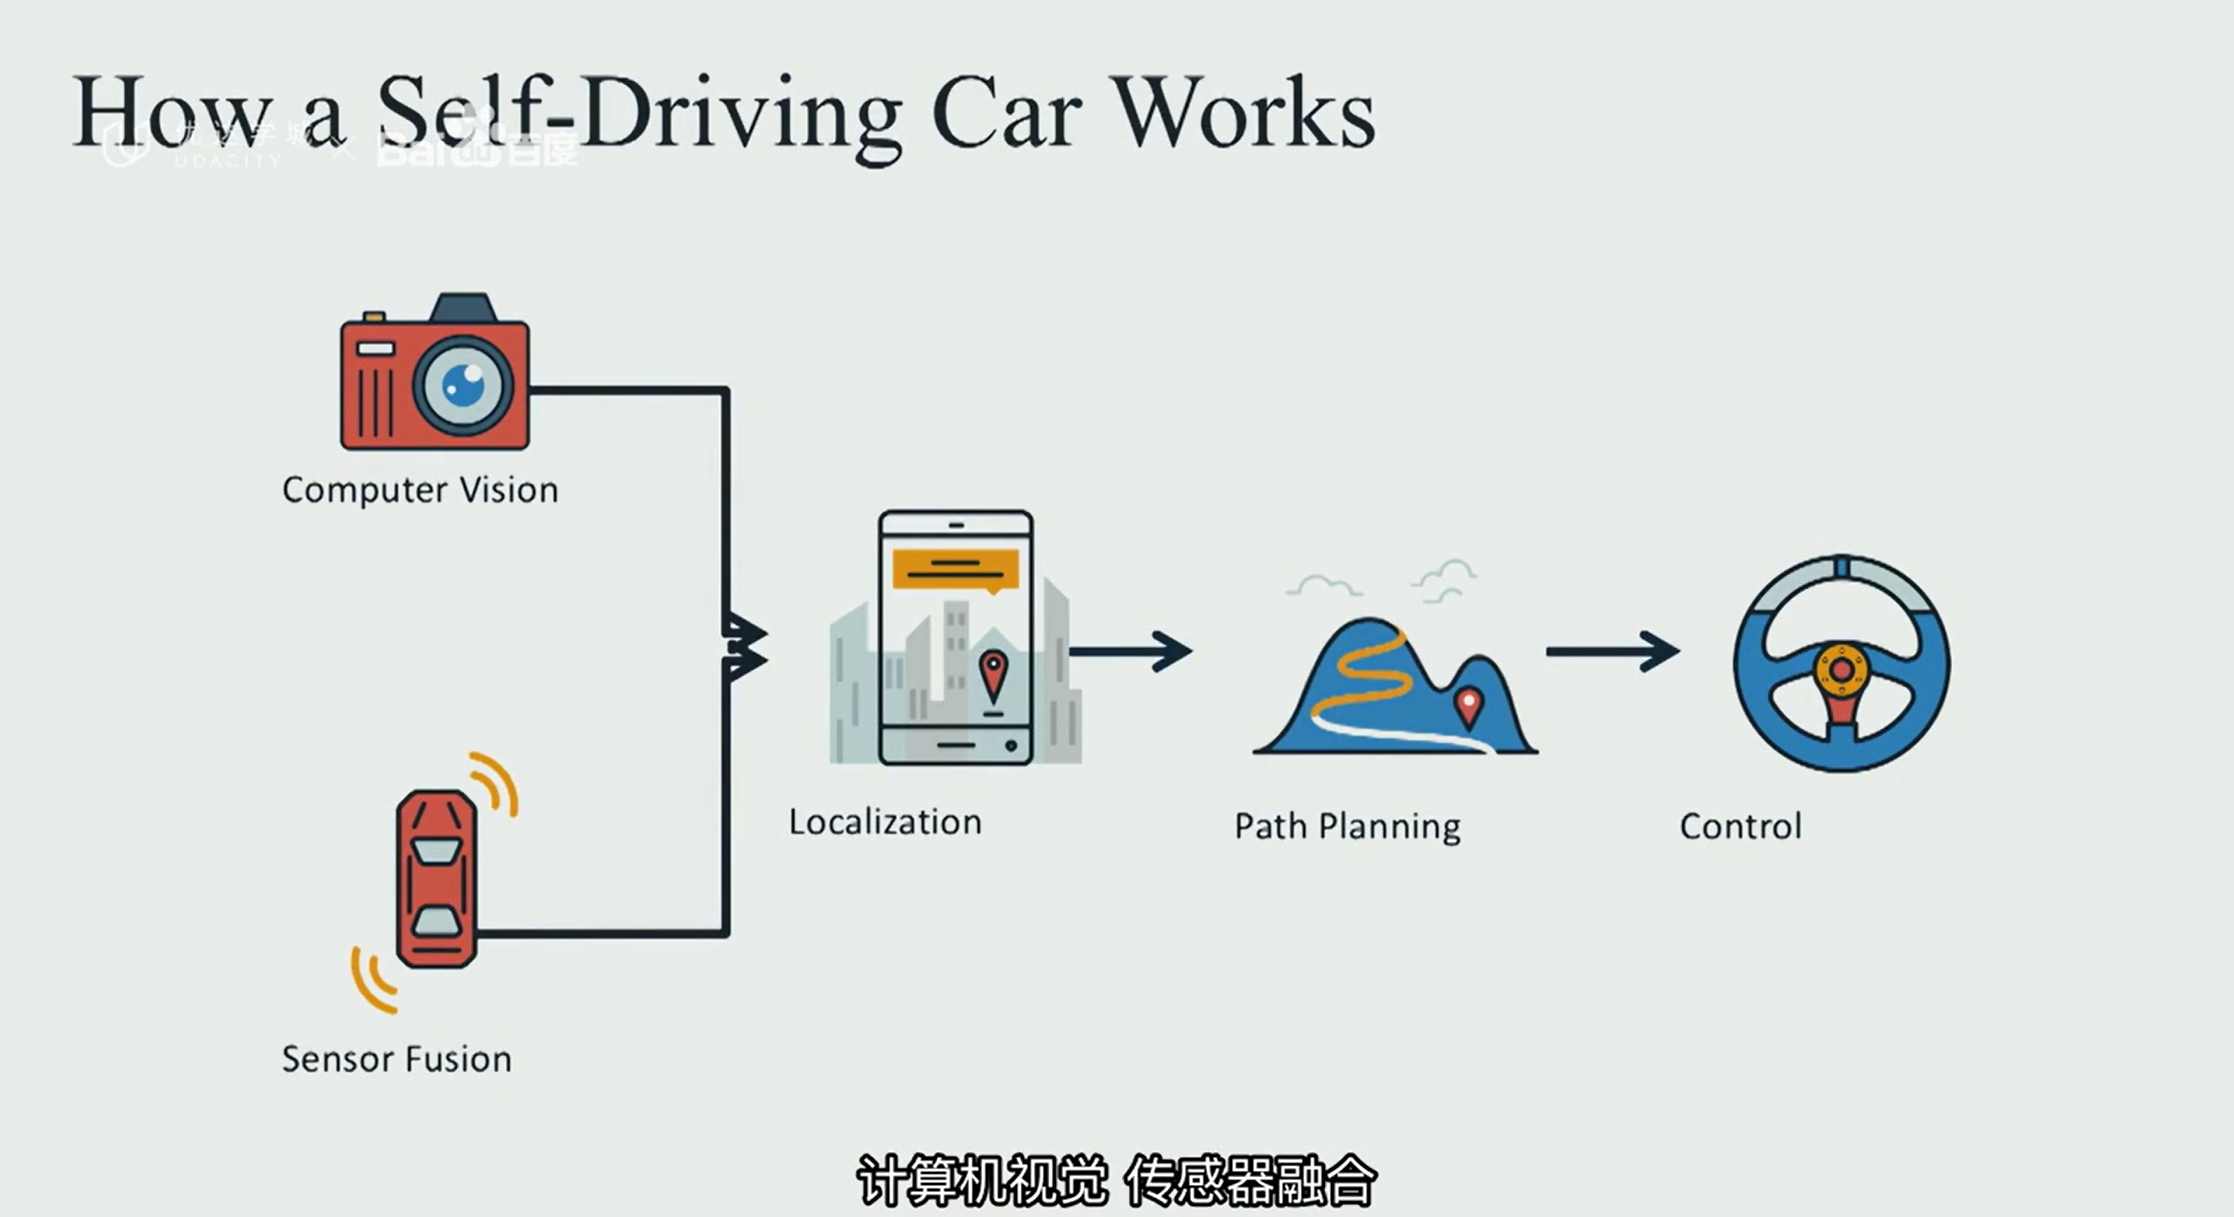 How a Self-Driving Car Works
优达学城
UDACITY
×
Bai 百度
Computer Vision
Localization
Path Planning
Control
Sensor Fusion
计算机视觉 传感器融合